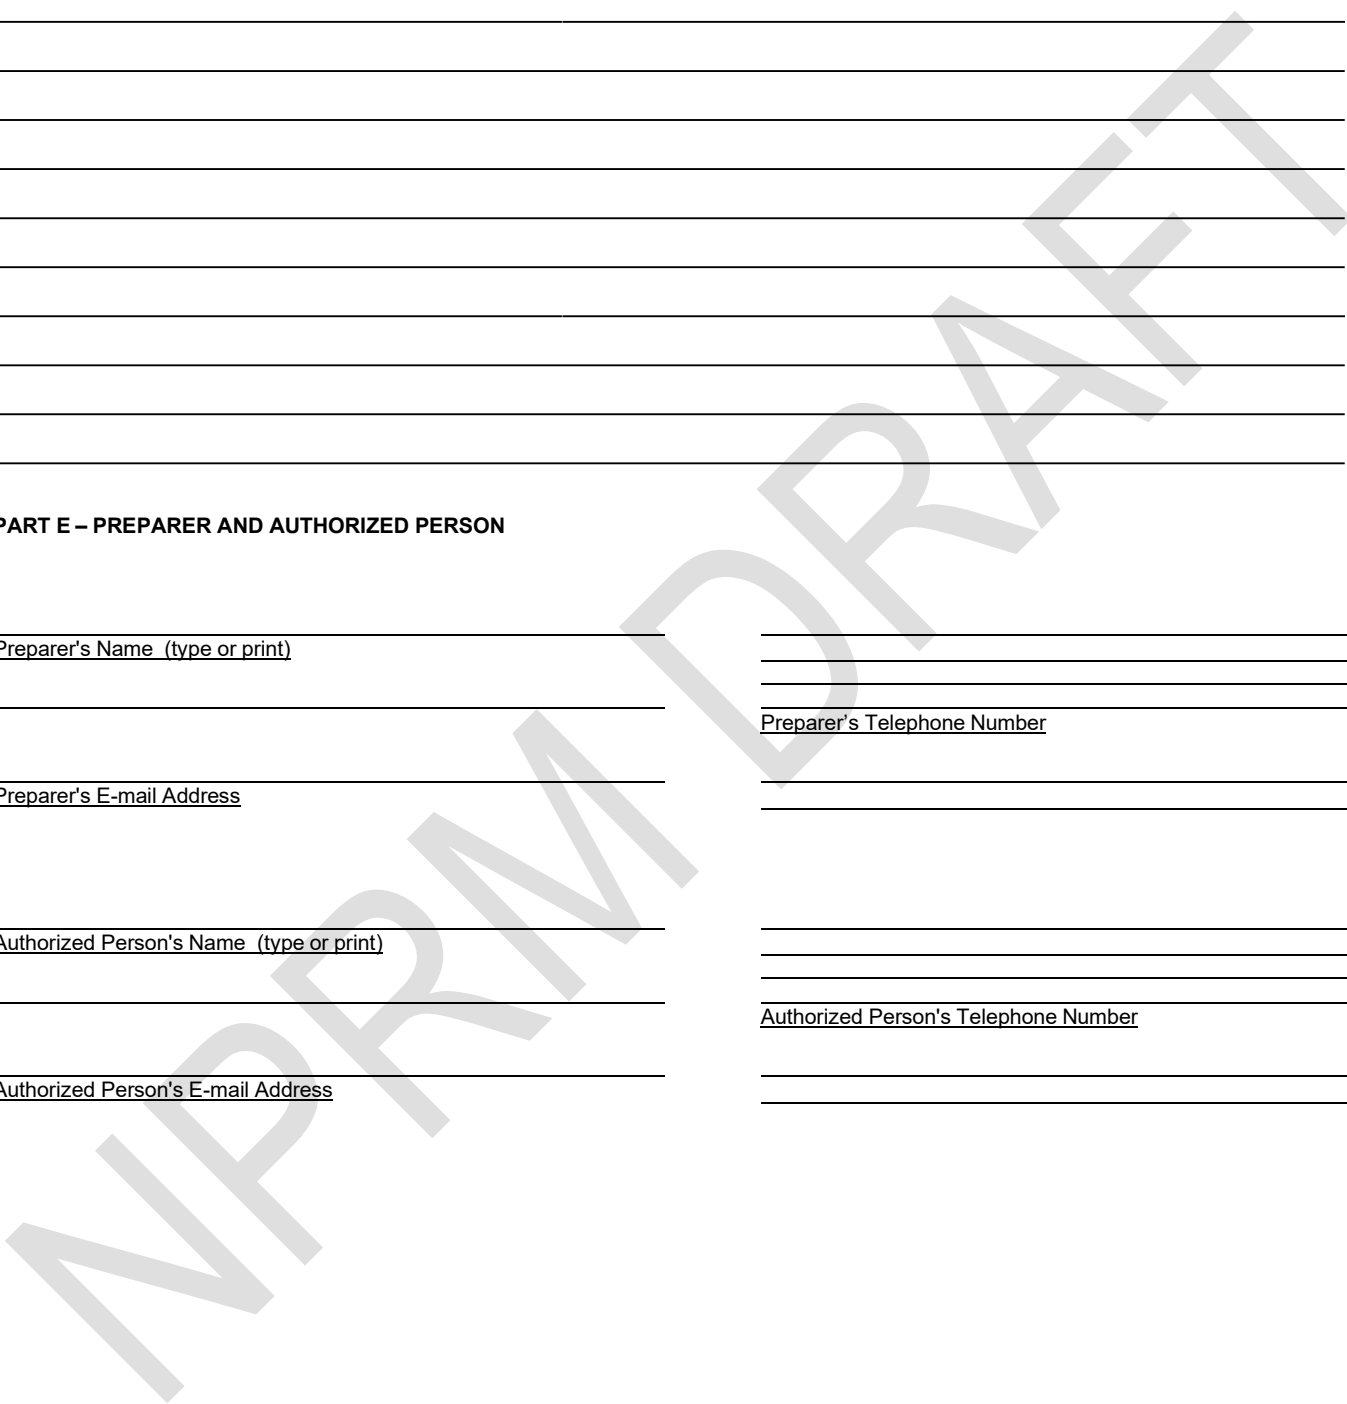 PART E – PREPARER AND AUTHORIZED PERSON
Preparer's Name (type or print)
Preparer’s Telephone Number
Preparer's E-mail Address
Authorized Person's Name (type or print)
Authorized Person's Telephone Number
Authorized Person's E-mail Address
NPRM DRAFT